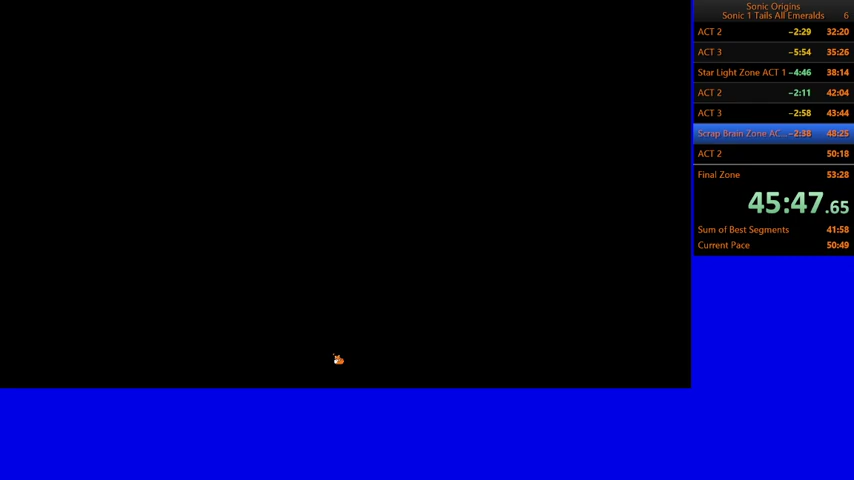 Sonic Origins
Sonic 1 Tails All Emeralds 6
ACT 2 −2:29 32:20
ACT 3 −5:54 35:26
Star Light Zone ACT 1 −4:46 38:14
ACT 2 −2:11 42:04
ACT 3 −2:58 43:44
Scrap Brain Zone AC... −2:38 48:25
ACT 2 50:18
Final Zone 53:28
45:47.65
Sum of Best Segments 41:58
Current Pace 50:49